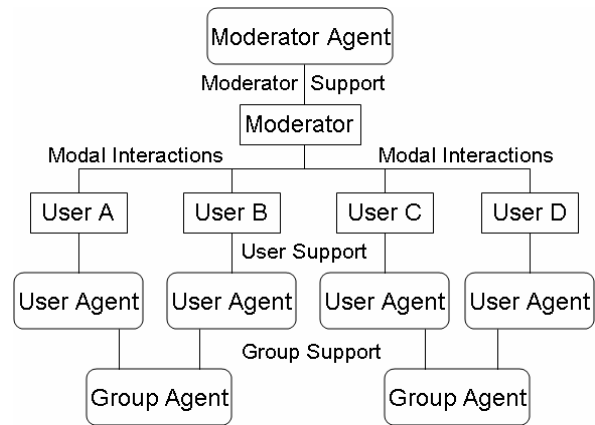 Moderator Agent
Moderator Support
Moderator
Modal Interactions Modal Interactions
User A User B User C User D
User Support
User Agent User Agent User Agent User Agent
Group Support
Group Agent Group Agent